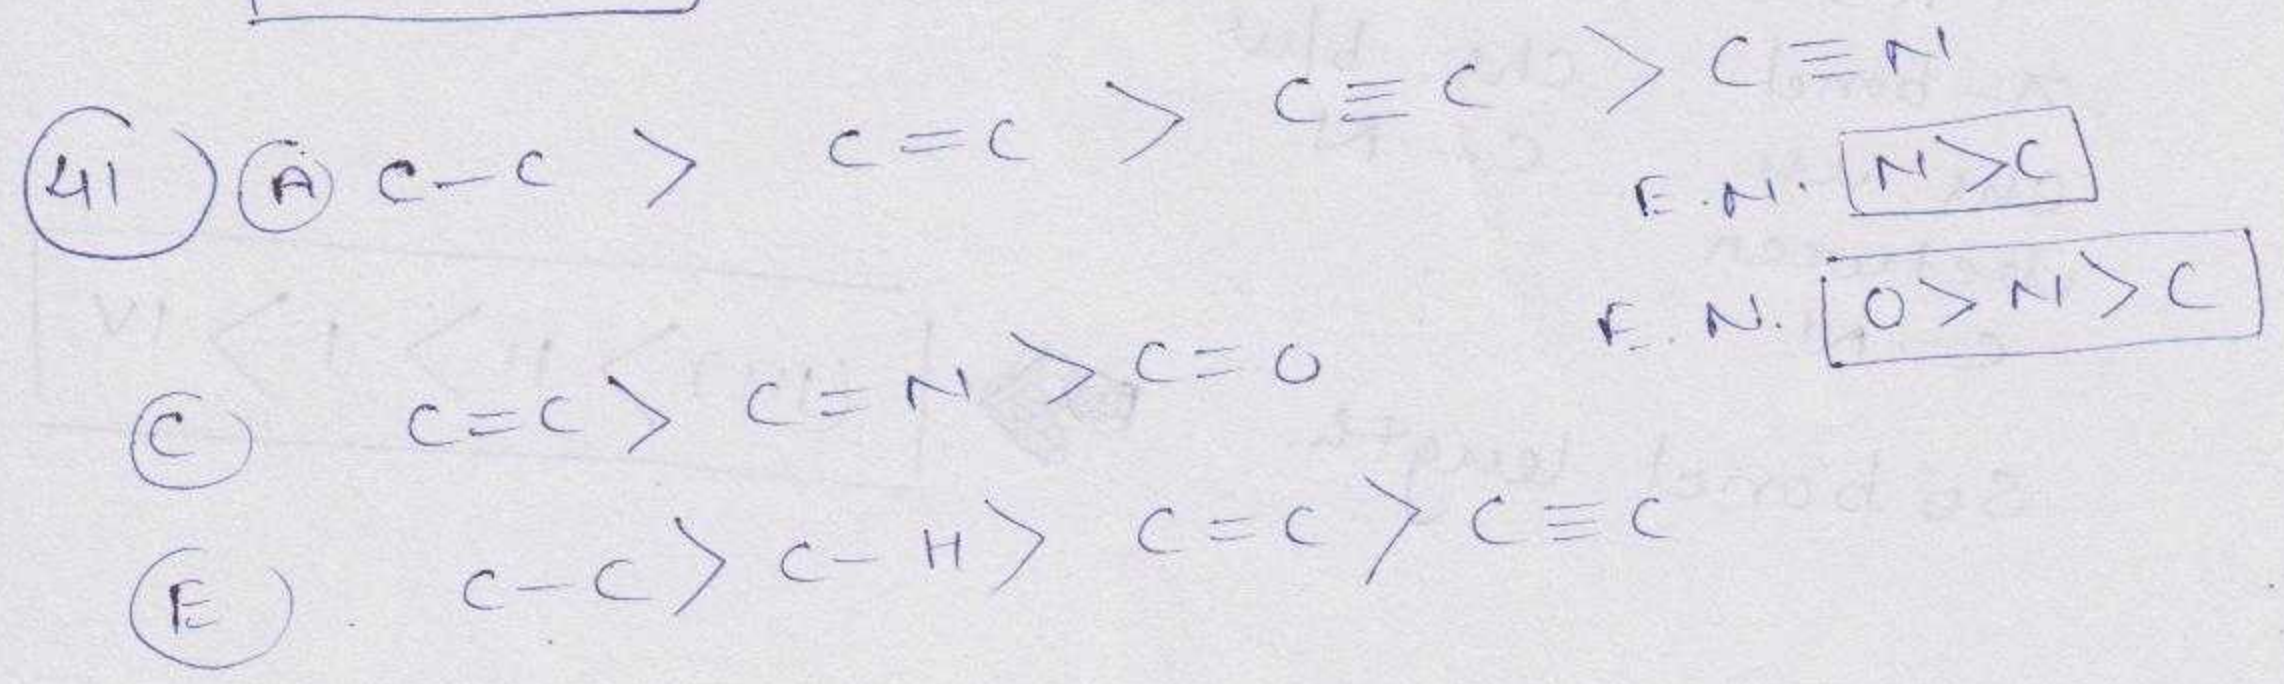 41 A C-C > C=C > C≡C > C≡N
E.N. N>C
E.N. O>N>C
C C=C > C=N > C=O
E C-C > C-H > C=C > C≡C